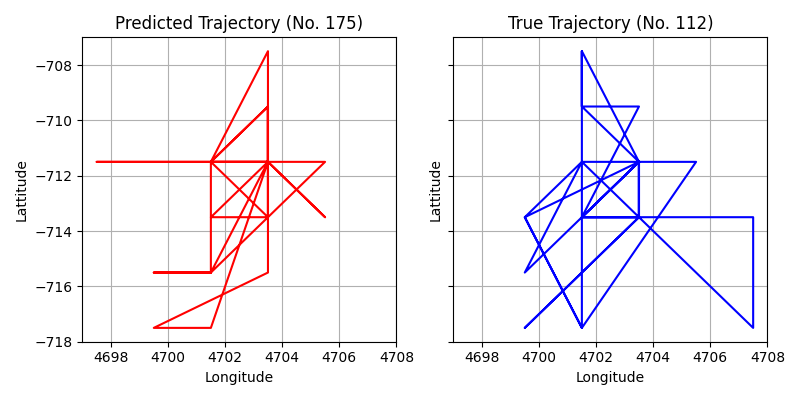 Predicted Trajectory (No. 175)
True Trajectory (No. 112)
−708
−710
−712
−714
−716
−718
Lattitude
Lattitude
4698 4700 4702 4704 4706 4708
4698 4700 4702 4704 4706 4708
Longitude
Longitude